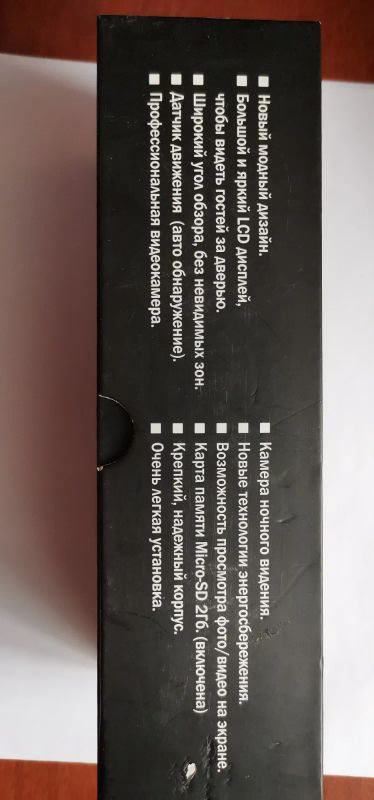 ■ Новый модный дизайн.
■ Большой и яркий LCD дисплей,
чтобы видеть гостей за дверью.
■ Широкий угол обзора, без невидимых зон.
■ Датчик движения (авто обнаружение).
■ Профессиональная видеокамера.
■ Камера ночного видения.
■ Новые технологии энергосбережения.
■ Возможность просмотра фото/видео на экране.
■ Карта памяти Micro-SD 2Гб. (включена)
■ Крепкий, надежный корпус.
■ Очень легкая установка.